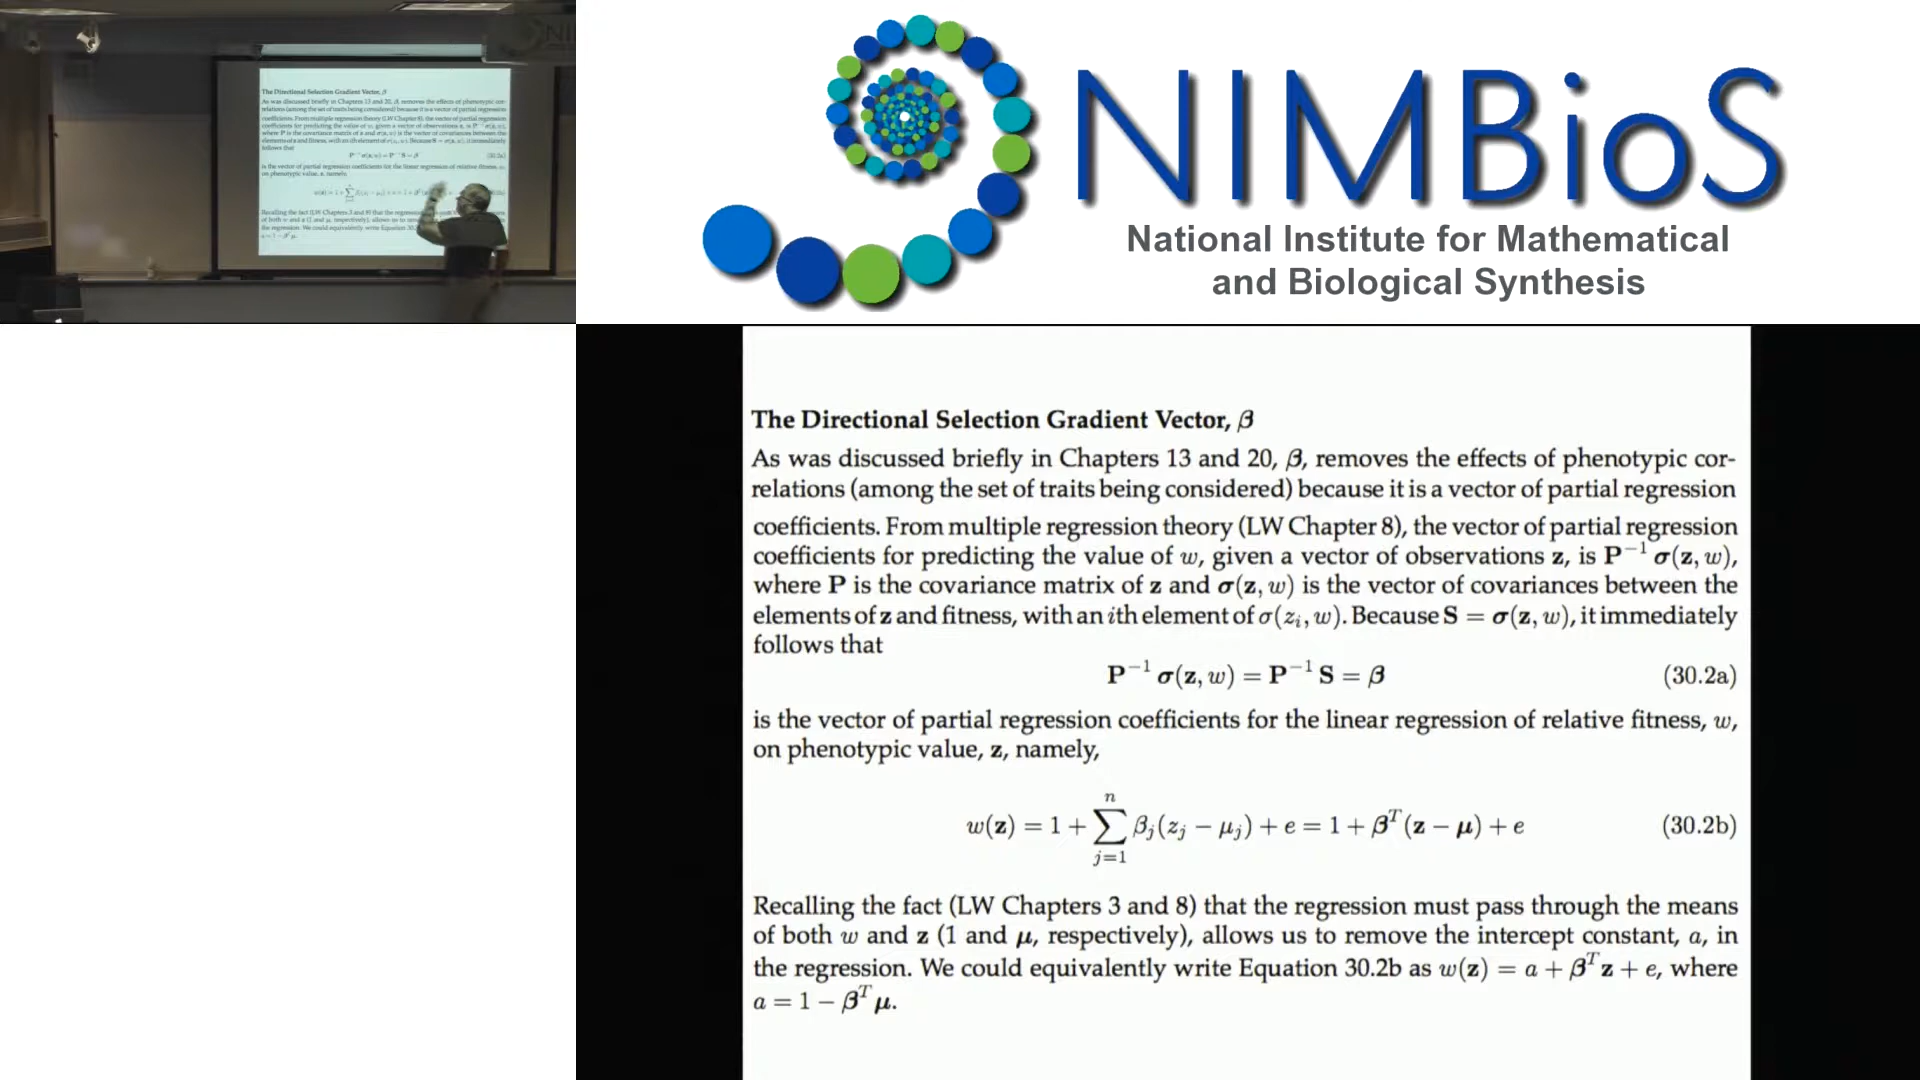 NIMBioS
National Institute for Mathematical
and Biological Synthesis
The Directional Selection Gradient Vector, β
As was discussed briefly in Chapters 13 and 20, β, removes the effects of phenotypic cor-
relations (among the set of traits being considered) because it is a vector of partial regression
coefficients. From multiple regression theory (LW Chapter 8), the vector of partial regression
coefficients for predicting the value of w, given a vector of observations z, is P⁻¹ σ(z, w),
where P is the covariance matrix of z and σ(z, w) is the vector of covariances between the
elements of z and fitness, with an ith element of σ(zᵢ, w). Because S = σ(z, w), it immediately
follows that
P⁻¹ σ(z, w) = P⁻¹ S = β (30.2a)
is the vector of partial regression coefficients for the linear regression of relative fitness, w,
on phenotypic value, z, namely,
w(z) = 1 + ∑ⁿⱼ₌₁ βⱼ(zⱼ − μⱼ) + e = 1 + βᵀ(z − μ) + e (30.2b)
Recalling the fact (LW Chapters 3 and 8) that the regression must pass through the means
of both w and z (1 and μ, respectively), allows us to remove the intercept constant, a, in
the regression. We could equivalently write Equation 30.2b as w(z) = a + βᵀz + e, where
a = 1 − βᵀ μ.